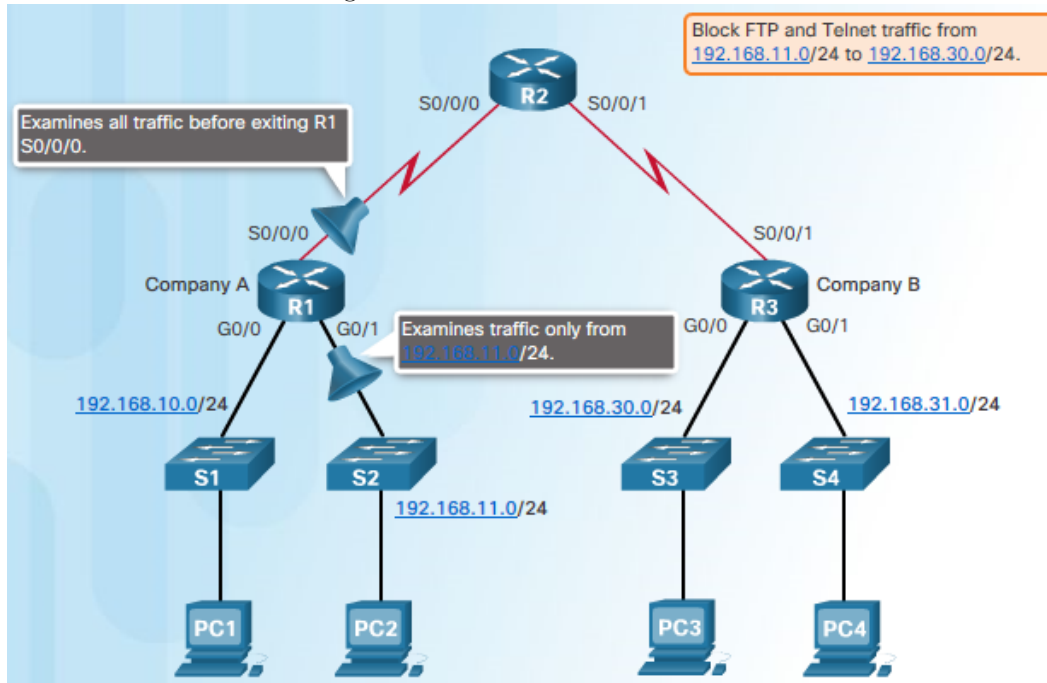 Block FTP and Telnet traffic from
192.168.11.0/24 to 192.168.30.0/24.
R2
S0/0/0
S0/0/1
Examines all traffic before exiting R1
S0/0/0.
S0/0/0
S0/0/1
Company A
R1
R3
Company B
G0/0
G0/1
Examines traffic only from
192.168.11.0/24.
G0/0
G0/1
192.168.10.0/24
192.168.30.0/24
192.168.31.0/24
S1
S2
S3
S4
192.168.11.0/24
PC1
PC2
PC3
PC4